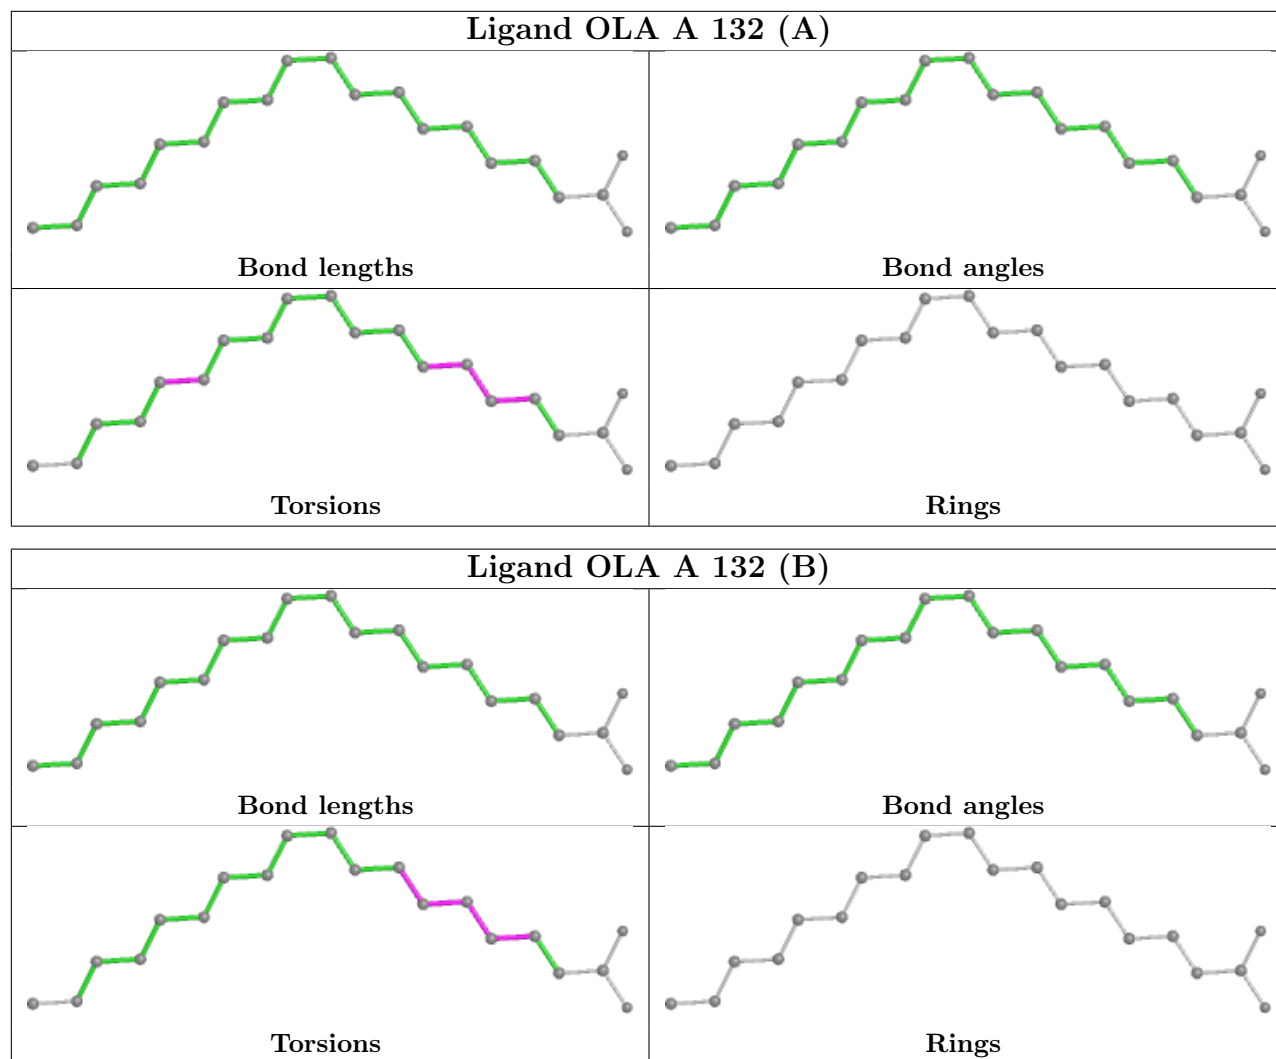 Ligand OLA A 132 (A)
Bond lengths
Bond angles
Torsions
Rings
Ligand OLA A 132 (B)
Bond lengths
Bond angles
Torsions
Rings